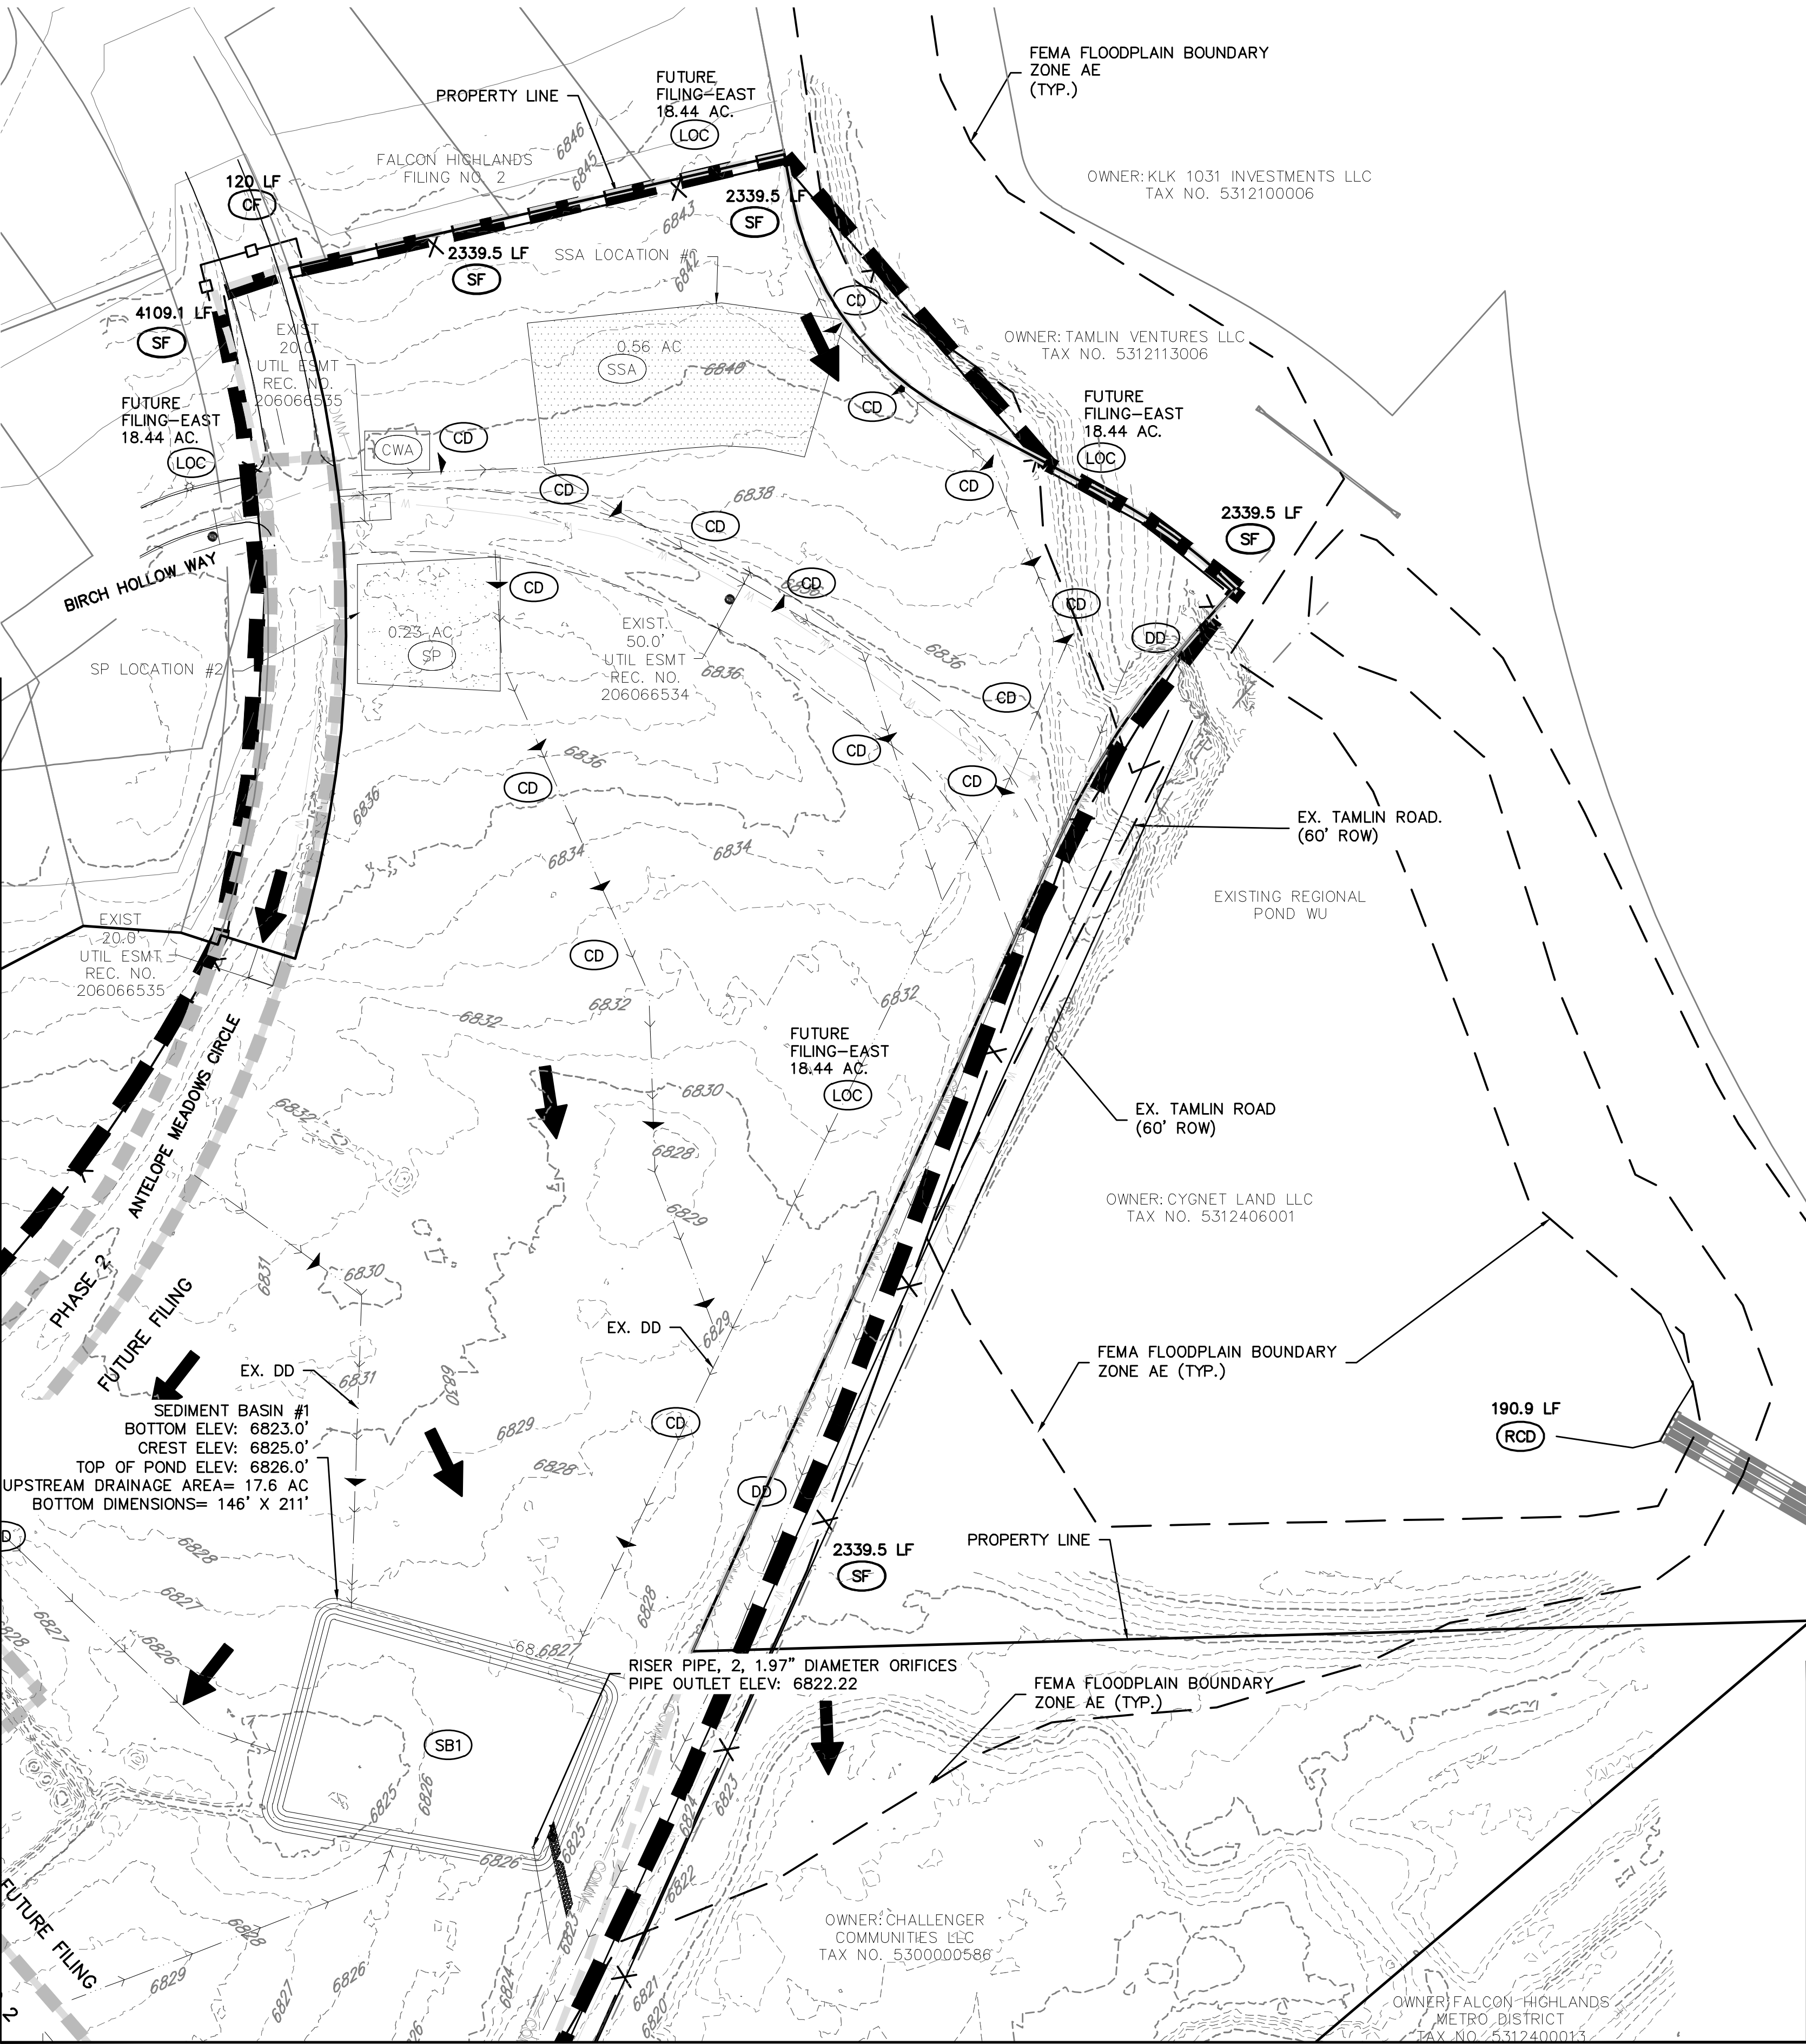 FEMA FLOODPLAIN BOUNDARY
ZONE AE
(TYP.)
FUTURE
FILING-EAST
18.44 AC.
LOC
PROPERTY LINE
6846
6845
FALCON HIGHLANDS
FILING NO. 2
OWNER: KLK 1031 INVESTMENTS LLC
TAX NO. 5312100006
120 LF
CF
2339.5 LF
SF
6843
2339.5 LF
SF
SSA LOCATION
6842
4109.1 LF
SF
CD
EXIST
20.0'
UTIL ESMT
REC. NO.
206066535
OWNER: TAMLIN VENTURES LLC
TAX NO. 5312113006
0.56 AC
SSA
6840
CD
FUTURE
FILING-EAST
18.44 AC.
LOC
FUTURE
FILING-EAST
18.44 AC.
LOC
CWA
CD
CD
CD
6838
CD
2339.5 LF
SF
BIRCH HOLLOW WAY
CD
CD
CD
0.23 AC
SP
EXIST.
50.0'
UTIL ESMT
REC. NO.
206066534
DD
SP LOCATION #2
6836
6836
CD
CD
6836
CD
CD
6836
EX. TAMLIN ROAD.
(60' ROW)
6834
6834
EXISTING REGIONAL
POND WU
EXIST
20.0'
UTIL ESMT
REC. NO.
206066535
CD
6832
6832
6832
FUTURE
FILING-EAST
18.44 AC.
LOC
ANTELOPE MEADOWS CIRCLE
6830
6832
EX. TAMLIN ROAD
(60' ROW)
6828
OWNER: CYGNET LAND LLC
TAX NO. 5312406001
6829
PHASE 2
FUTURE FILING
6831
6830
EX. DD
6829
FEMA FLOODPLAIN BOUNDARY
ZONE AE (TYP.)
EX. DD
6831
6830
SEDIMENT BASIN #1
BOTTOM ELEV: 6823.0'
CREST ELEV: 6825.0'
TOP OF POND ELEV: 6826.0'
UPSTREAM DRAINAGE AREA= 17.6 AC
BOTTOM DIMENSIONS= 146' X 211'
6829
CD
6828
190.9 LF
RCD
DD
PROPERTY LINE
2339.5 LF
SF
6828
6827
6828
6827
6828
6826
6827
RISER PIPE, 2, 1.97" DIAMETER ORIFICES
PIPE OUTLET ELEV: 6822.22
FEMA FLOODPLAIN BOUNDARY
ZONE AE (TYP.)
SB1
6825
6826
6823
6824
6825
6826
6822
FUTURE FILING
OWNER: CHALLENGER
COMMUNITIES LLC
TAX NO. 5300000586
6828
6823
6829
6826
6827
6824
6821
6820
2
OWNER: FALCON HIGHLANDS
METRO DISTRICT
TAX NO. 5312400013